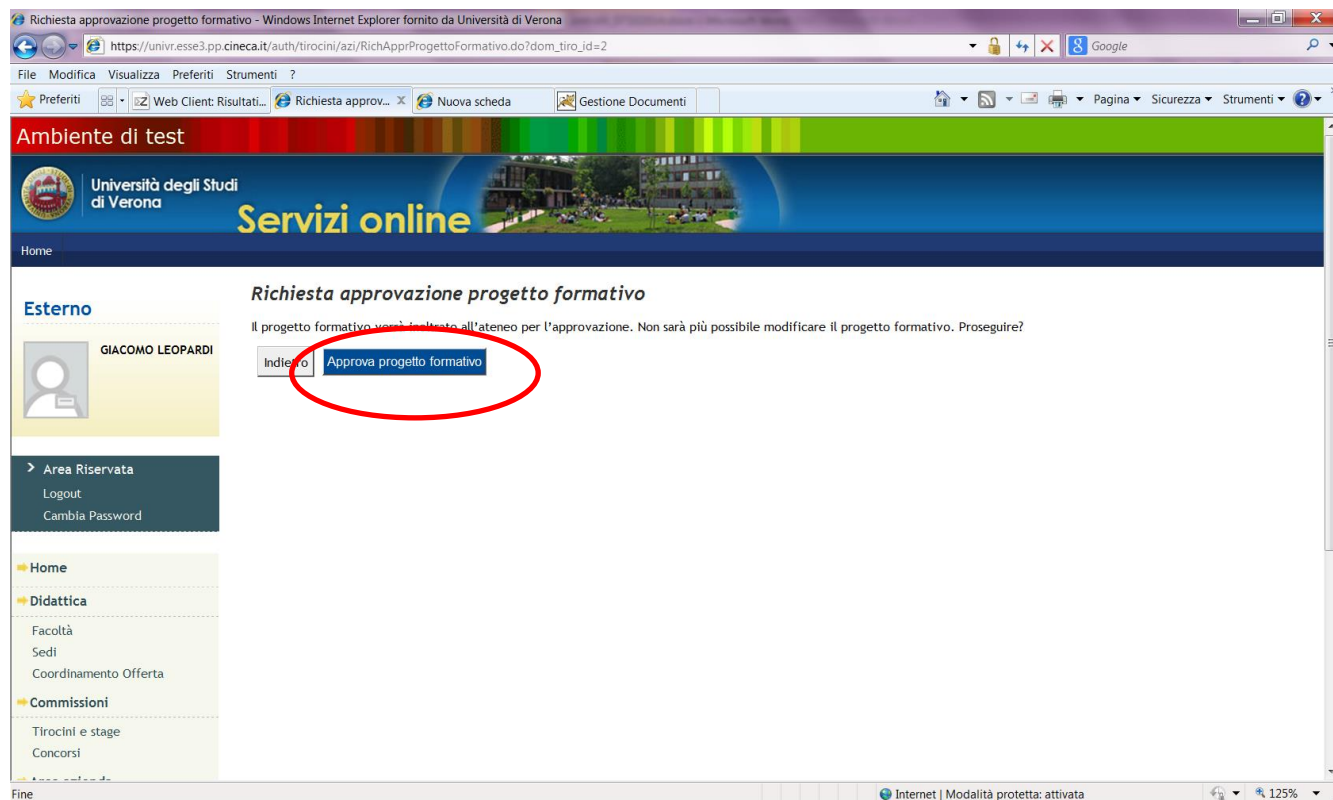 Richiesta approvazione progetto formativo - Windows Internet Explorer fornito da Università di Verona
https://univr.esse3.pp.cineca.it/auth/tirocini/azi/RichApprProgettoFormativo.do?dom_tiro_id=2
Google
File Modifica Visualizza Preferiti Strumenti ?
Preferiti Web Client: Risultati... Richiesta approv... X Nuova scheda Gestione Documenti Pagina Sicurezza Strumenti
Ambiente di test
Università degli Studi
di Verona
Servizi online
Home
Esterno
GIACOMO LEOPARDI
Area Riservata
Logout
Cambia Password
Home
Didattica
Facoltà
Sedi
Coordinamento Offerta
Commissioni
Tirocini e stage
Concorsi
Richiesta approvazione progetto formativo
Il progetto formativo verrà inoltrato all'ateneo per l'approvazione. Non sarà più possibile modificare il progetto formativo. Proseguire?
Indietro Approva progetto formativo
Fine Internet | Modalità protetta: attivata 125%